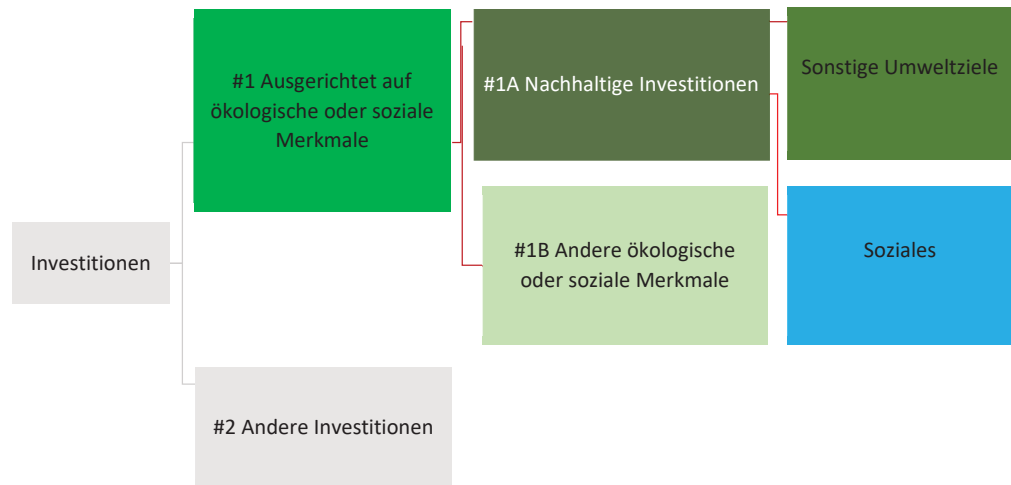 Investitionen
#1 Ausgerichtet auf
ökologische oder soziale
Merkmale
#2 Andere Investitionen
#1A Nachhaltige Investitionen
#1B Andere ökologische
oder soziale Merkmale
Sonstige Umweltziele
Soziales